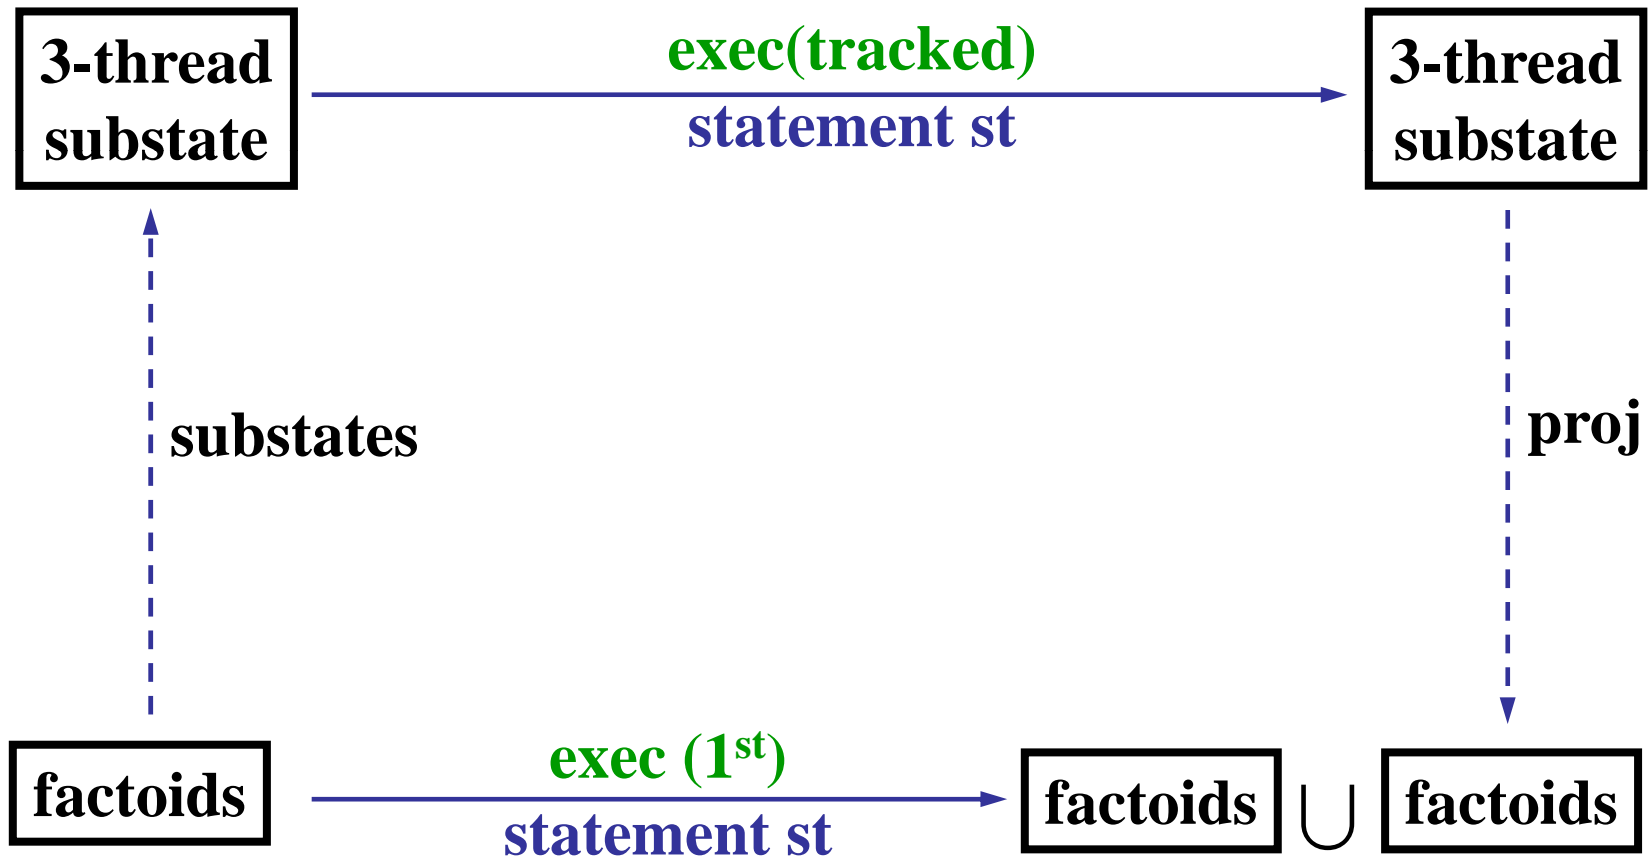 3-thread
substate
exec(tracked)
statement st
3-thread
substate
substates
proj
factoids
exec (1st)
statement st
factoids ∪ factoids